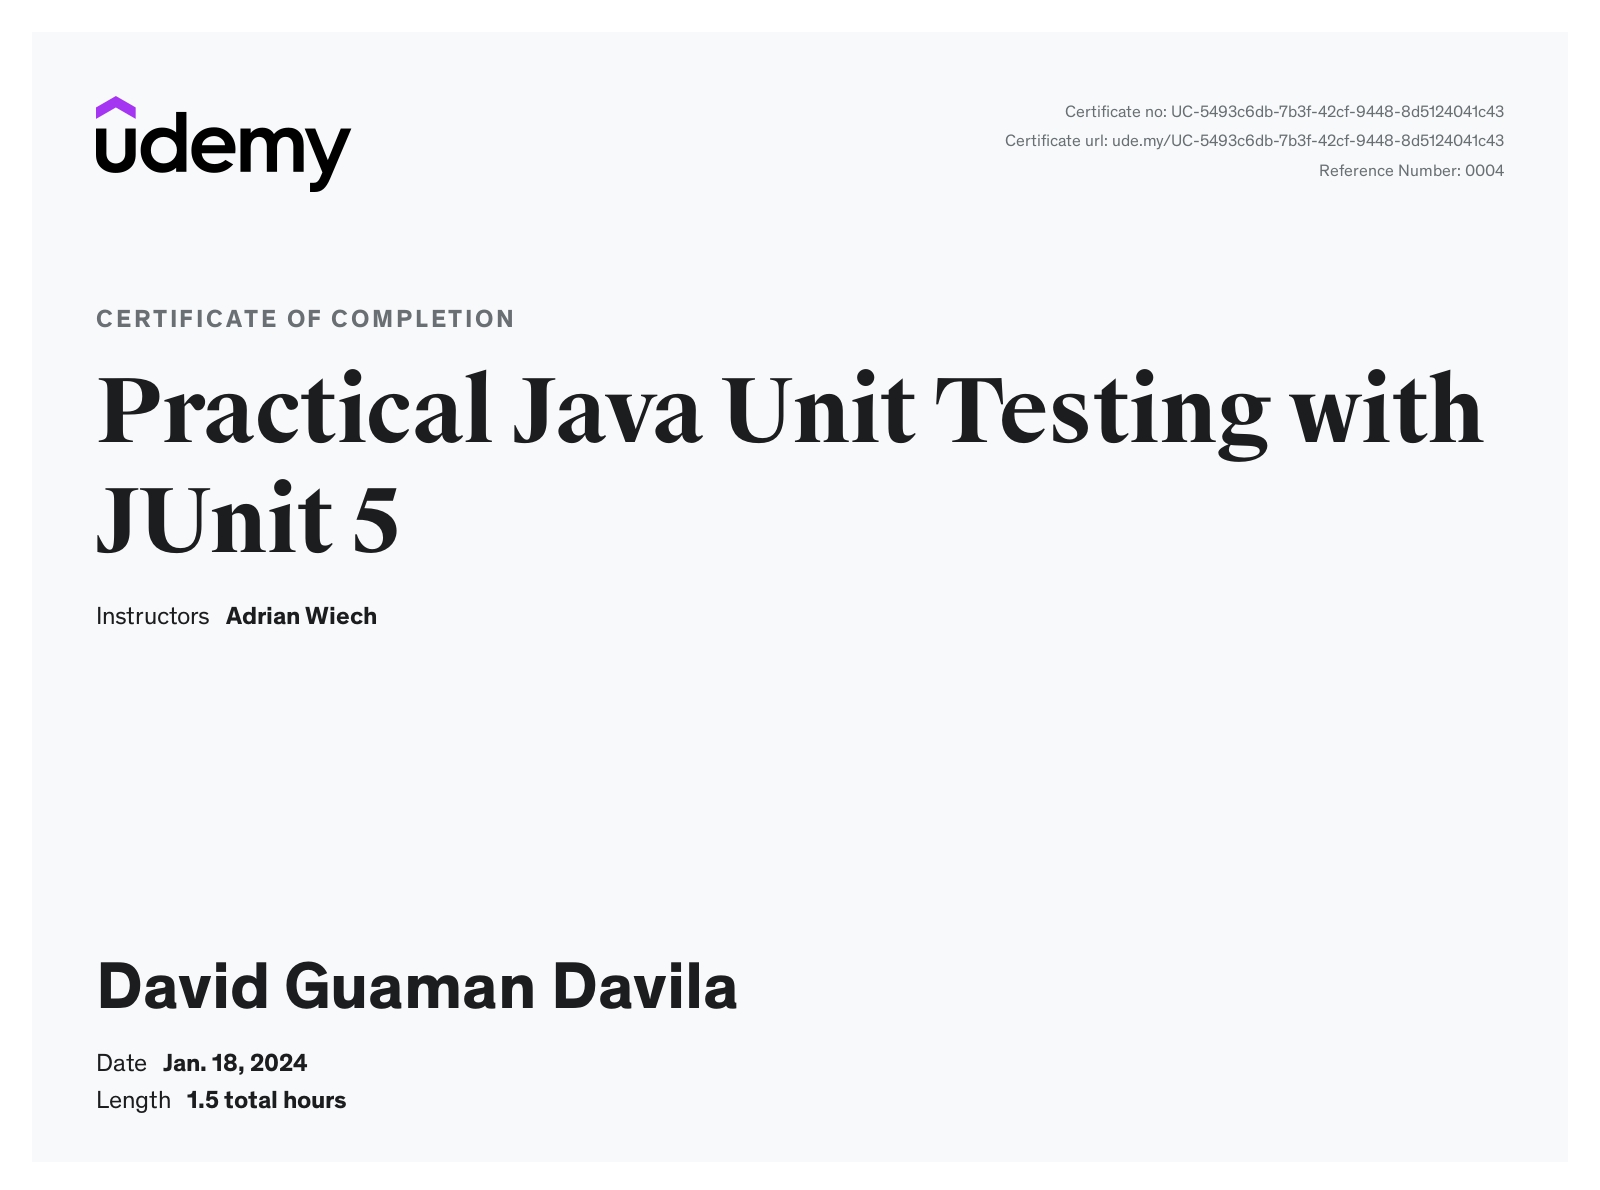 udemy
Certificate no: UC-5493c6db-7b3f-42cf-9448-8d5124041c43
Certificate url: ude.my/UC-5493c6db-7b3f-42cf-9448-8d5124041c43
Reference Number: 0004
CERTIFICATE OF COMPLETION
Practical Java Unit Testing with
JUnit 5
Instructors Adrian Wiech
David Guaman Davila
Date Jan. 18, 2024
Length 1.5 total hours